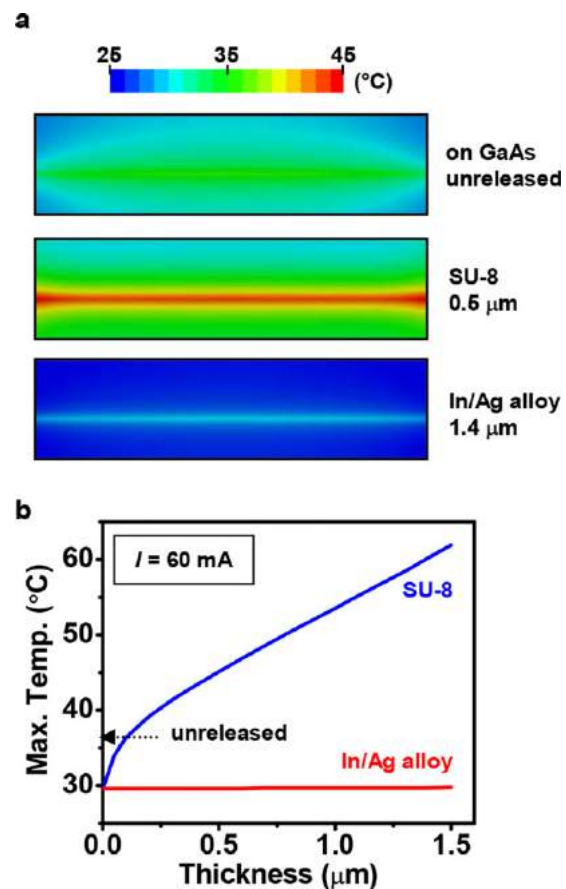 a
25 35 45
(°C)
on GaAs
unreleased
SU-8
0.5 μm
In/Ag alloy
1.4 μm
b
I = 60 mA
60
50
40
30
Max. Temp. (°C)
SU-8
unreleased
In/Ag alloy
0.0 0.5 1.0 1.5
Thickness (μm)